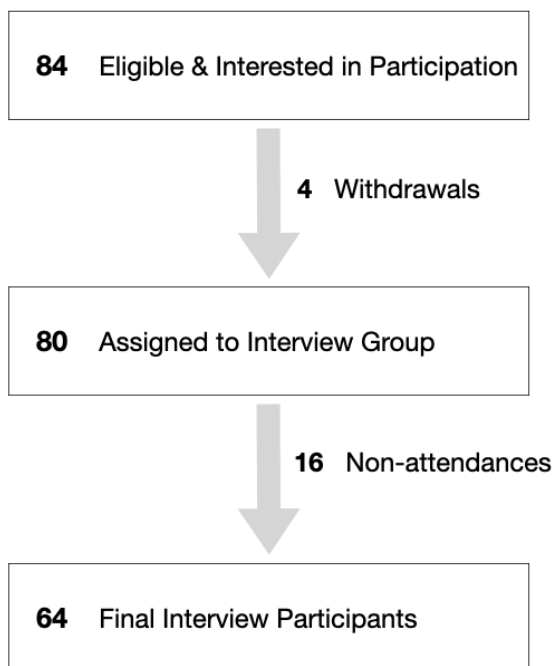 84 Eligible & Interested in Participation
4 Withdrawals
80 Assigned to Interview Group
16 Non-attendances
64 Final Interview Participants